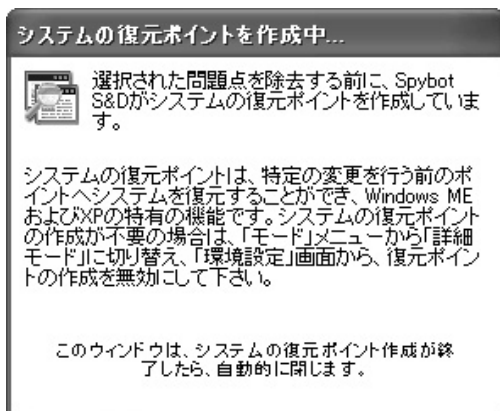 システムの復元ポイントを作成中...
選択された問題点を除去する前に、Spybot
S&Dがシステムの復元ポイントを作成していま
す。
システムの復元ポイントは、特定の変更を行う前のポ
イントへシステムを復元することができ、Windows ME
およびXPの特有の機能です。システムの復元ポイント
の作成が不要の場合は、「モード」メニューから「詳細
モード」に切り替え、「環境設定」画面から、復元ポイン
トの作成を無効にして下さい。
このウィンドウは、システムの復元ポイント作成が終
了したら、自動的に閉じます。